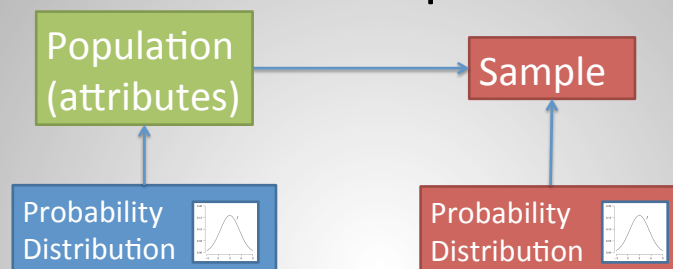 Population
(attributes)
Sample
Probability
Distribution
Probability
Distribution